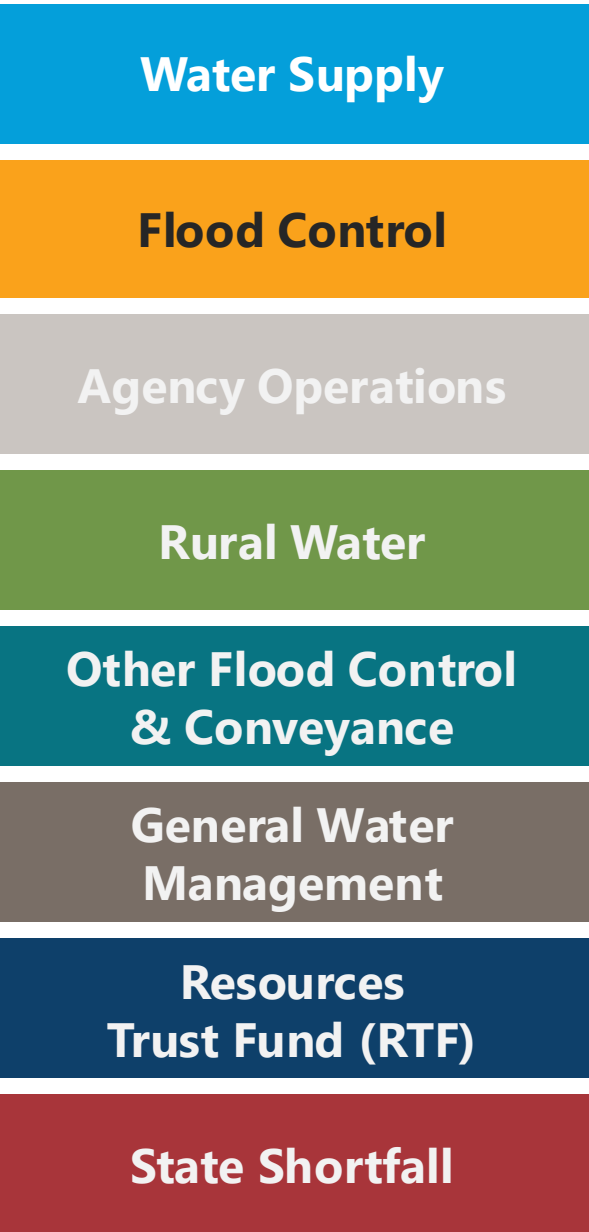 Water Supply
Flood Control
Agency Operations
Rural Water
Other Flood Control
& Conveyance
General Water
Management
Resources
Trust Fund (RTF)
State Shortfall